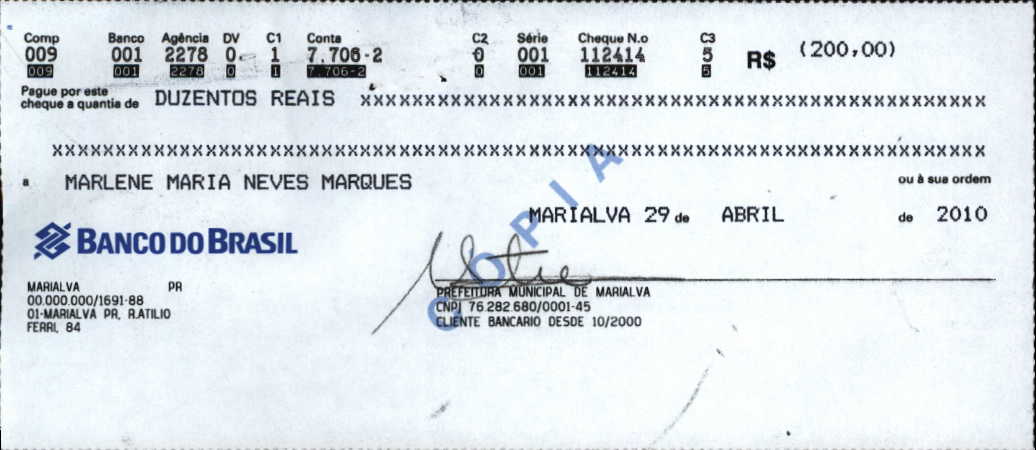 Comp Banco Agência DV C1 Conta C2 Série Cheque N.o C3
009 001 2278 0 1 7.706-2 0 001 112414 5 R$ (200,00)
009 001 2278 0 1 7.706-2 0 001 112414 5
Pague por este
cheque a quantia de DUZENTOS REAIS xxxxxxxxxxxxxxxxxxxxxxxxxxxxxxxxxxxxxxxxxxxxxxxx
xxxxxxxxxxxxxxxxxxxxxxxxxxxxxxxxxxxxxxxxxxxxxxxxxxxxxxxxxxxxxxxxxxxxxxxx
a MARLENE MARIA NEVES MARQUES ou à sua ordem
MARIALVA 29 de ABRIL de 2010
BANCO DO BRASIL
COPIA
MARIALVA PR
00.000.000/1691-88
01-MARIALVA PR, R.ATILIO
FERRI, 84
PREFEITURA MUNICIPAL DE MARIALVA
CNPJ 76.282.680/0001-45
CLIENTE BANCARIO DESDE 10/2000